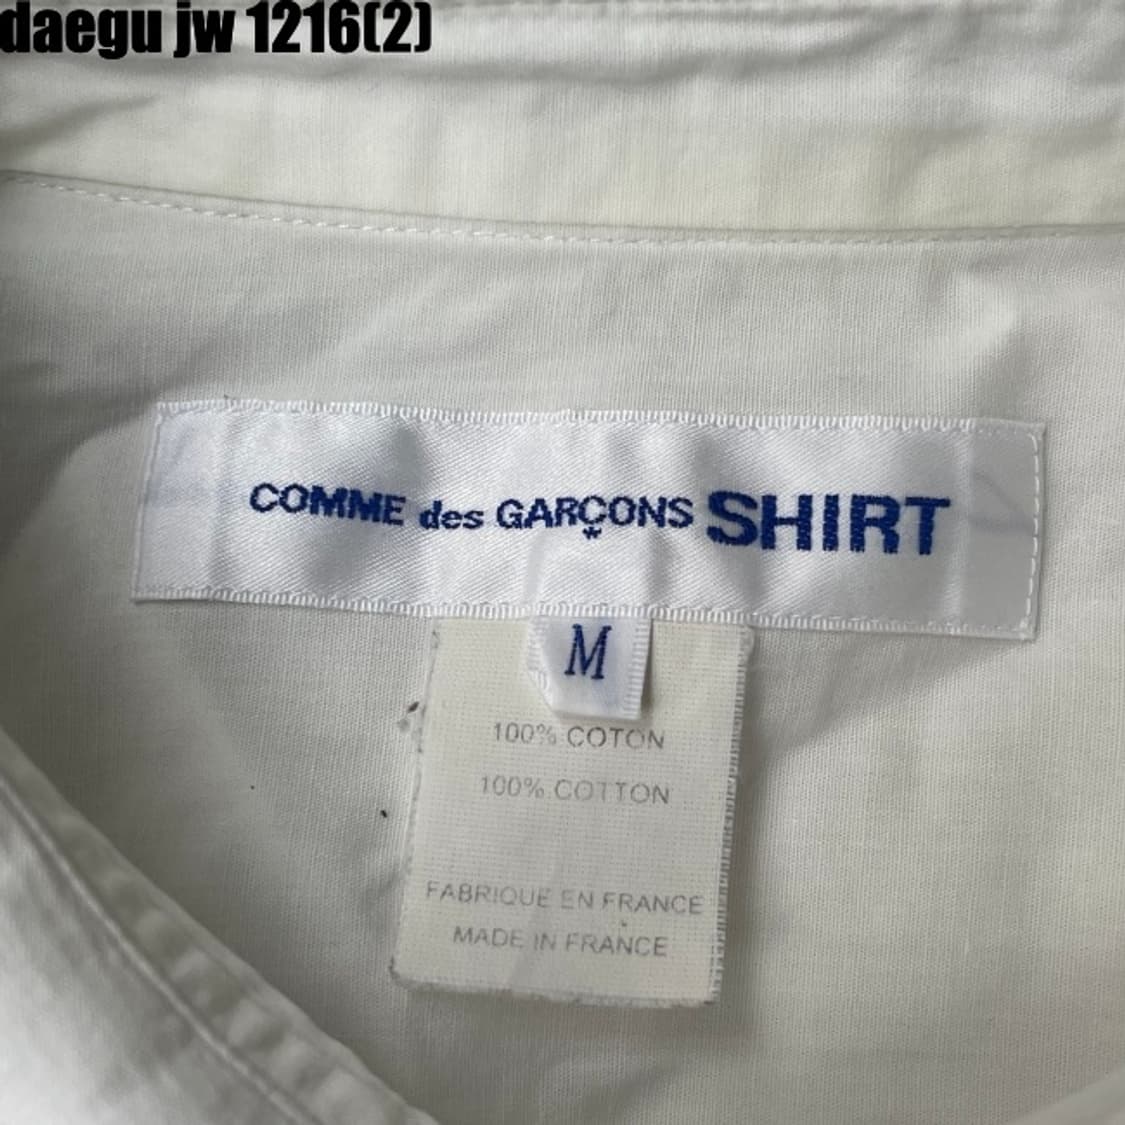 daegu jw 1216(2)
COMME des GARÇONS SHIRT
M
100% COTON
100% COTTON
FABRIQUE EN FRANCE
MADE IN FRANCE